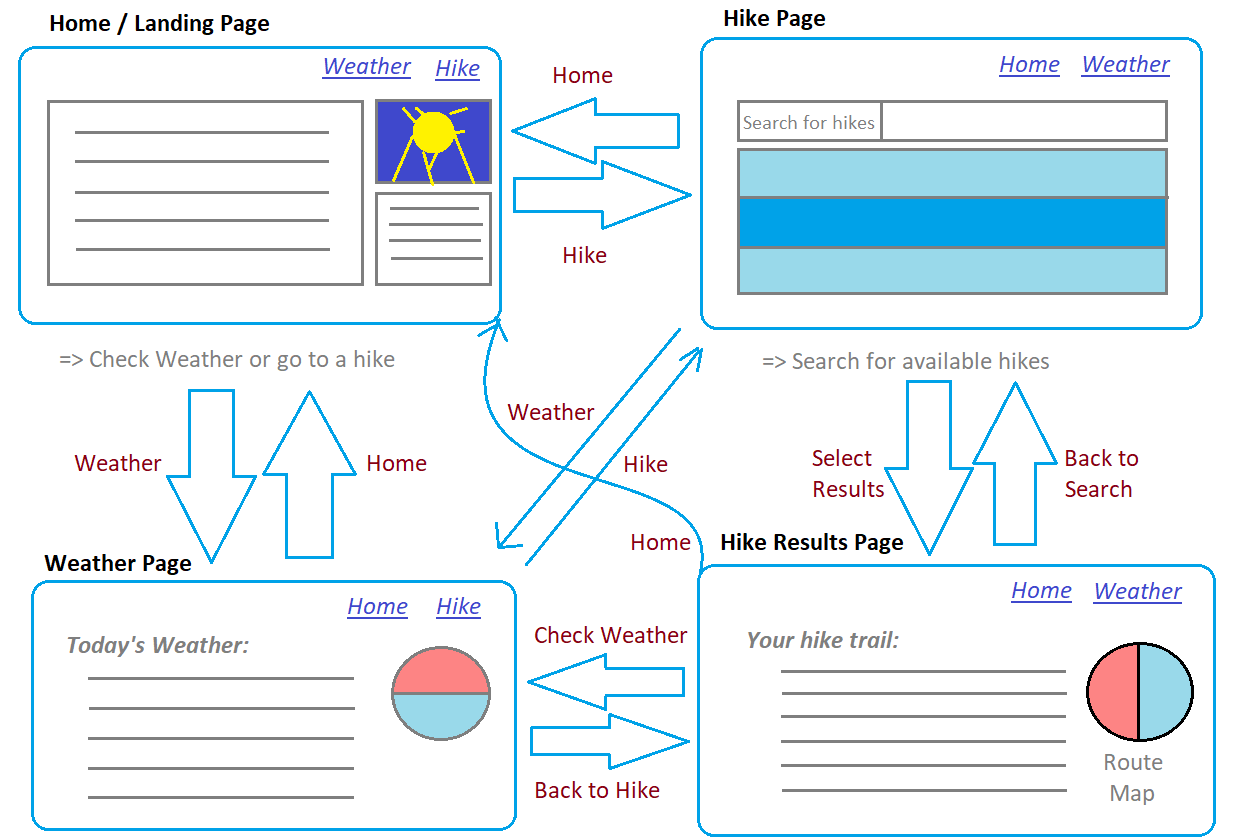 Home / Landing Page
Weather Hike
=> Check Weather or go to a hike
Home
Hike
Hike Page
Home Weather
Search for hikes
=> Search for available hikes
Weather
Home
Weather
Hike
Home
Select
Results
Back to
Search
Weather Page
Home Hike
Today's Weather:
Check Weather
Back to Hike
Hike Results Page
Home Weather
Your hike trail:
Route
Map